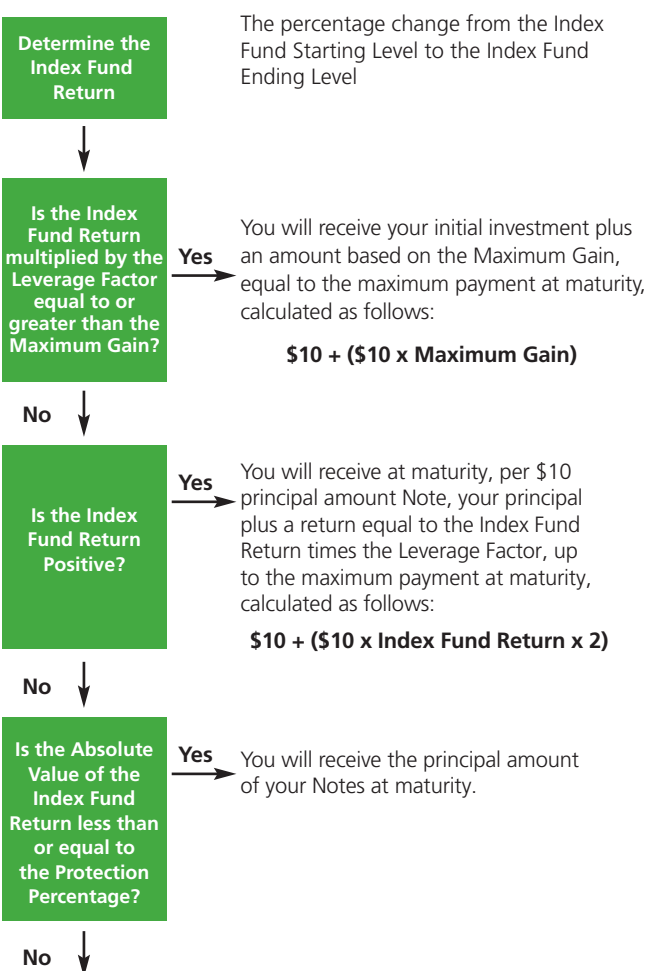 Determine the
Index Fund
Return
The percentage change from the Index
Fund Starting Level to the Index Fund
Ending Level
Is the Index
Fund Return
multiplied by the
Leverage Factor
equal to or
greater than the
Maximum Gain?
Yes
You will receive your initial investment plus
an amount based on the Maximum Gain,
equal to the maximum payment at maturity,
calculated as follows:
$10 + ($10 x Maximum Gain)
No
Is the Index
Fund Return
Positive?
Yes
You will receive at maturity, per $10
principal amount Note, your principal
plus a return equal to the Index Fund
Return times the Leverage Factor, up
to the maximum payment at maturity,
calculated as follows:
$10 + ($10 x Index Fund Return x 2)
No
Is the Absolute
Value of the
Index Fund
Return less than
or equal to
the Protection
Percentage?
Yes
You will receive the principal amount
of your Notes at maturity.
No